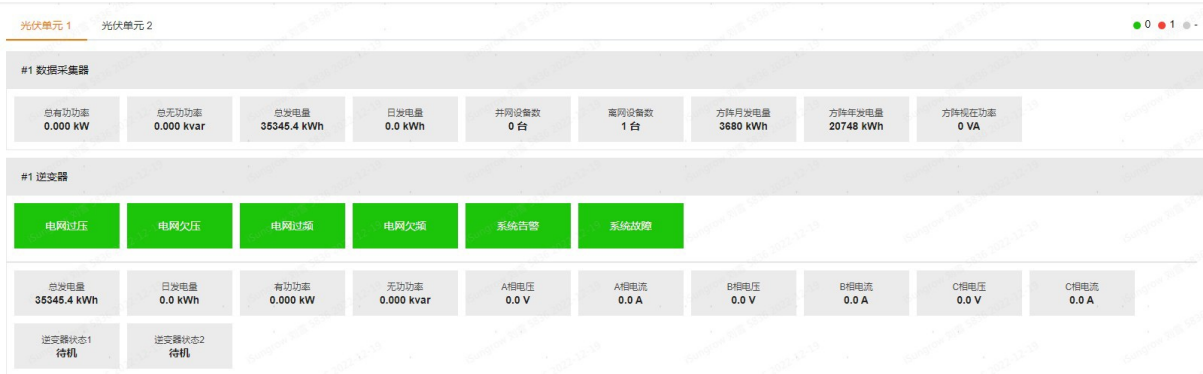 光伏单元 1 光伏单元 2 0 1 -
#1 数据采集器
总有功功率 总无功功率 总发电量 日发电量 并网设备数 离网设备数 方阵月发电量 方阵年发电量 方阵视在功率
0.000 kW 0.000 kvar 35345.4 kWh 0.0 kWh 0 台 1 台 3680 kWh 20748 kWh 0 VA
#1 逆变器
电网过压 电网欠压 电网过频 电网欠频 系统告警 系统故障
总发电量 日发电量 有功功率 无功功率 A相电压 A相电流 B相电压 B相电流 C相电压 C相电流
35345.4 kWh 0.0 kWh 0.000 kW 0.000 kvar 0.0 V 0.0 A 0.0 V 0.0 A 0.0 V 0.0 A
逆变器状态1 逆变器状态2
待机 待机